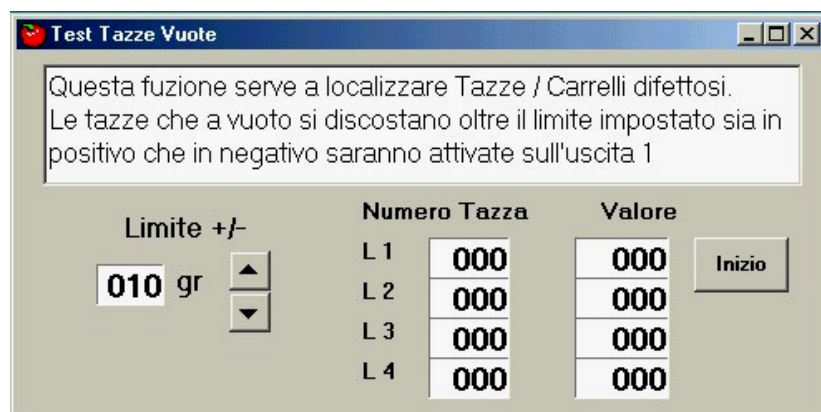 Test Tazze Vuote
Questa fuzione serve a localizzare Tazze / Carrelli difettosi.
Le tazze che a vuoto si discostano oltre il limite impostato sia in
positivo che in negativo saranno attivate sull'uscita 1
Limite +/-
010 gr
Numero Tazza Valore
L 1 000 000
L 2 000 000
L 3 000 000
L 4 000 000
Inizio